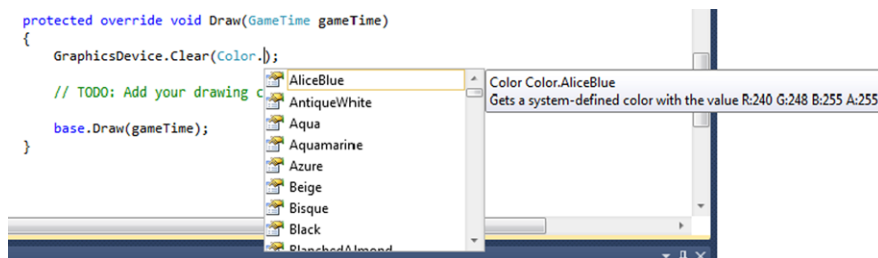 protected override void Draw(GameTime gameTime)
{
GraphicsDevice.Clear(Color.);
// TODO: Add your drawing c
base.Draw(gameTime);
}
AliceBlue
AntiqueWhite
Aqua
Aquamarine
Azure
Beige
Bisque
Black
BlanchedAlmond
Color Color.AliceBlue
Gets a system-defined color with the value R:240 G:248 B:255 A:255